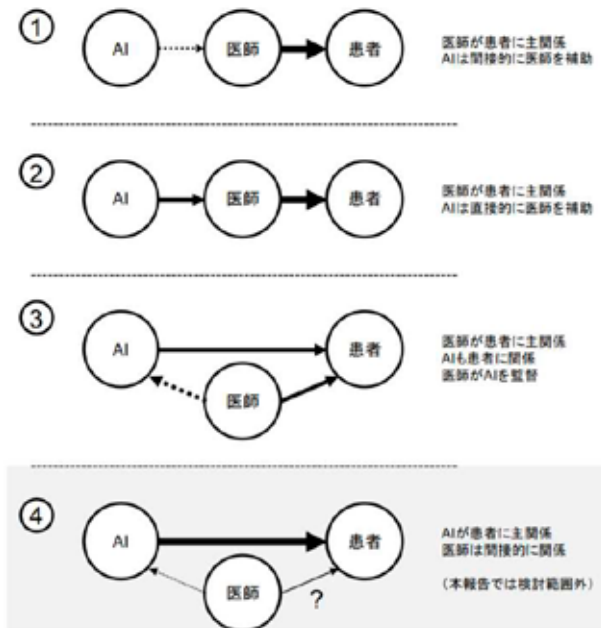 ①
AI
医師
患者
医師が患者に主関係
AIは間接的に医師を補助
②
AI
医師
患者
医師が患者に主関係
AIは直接的に医師を補助
③
AI
患者
医師
医師が患者に主関係
AIも患者に関係
医師がAIを監督
④
AI
患者
医師
?
AIが患者に主関係
医師は間接的に関係
(本報告では検討範囲外)